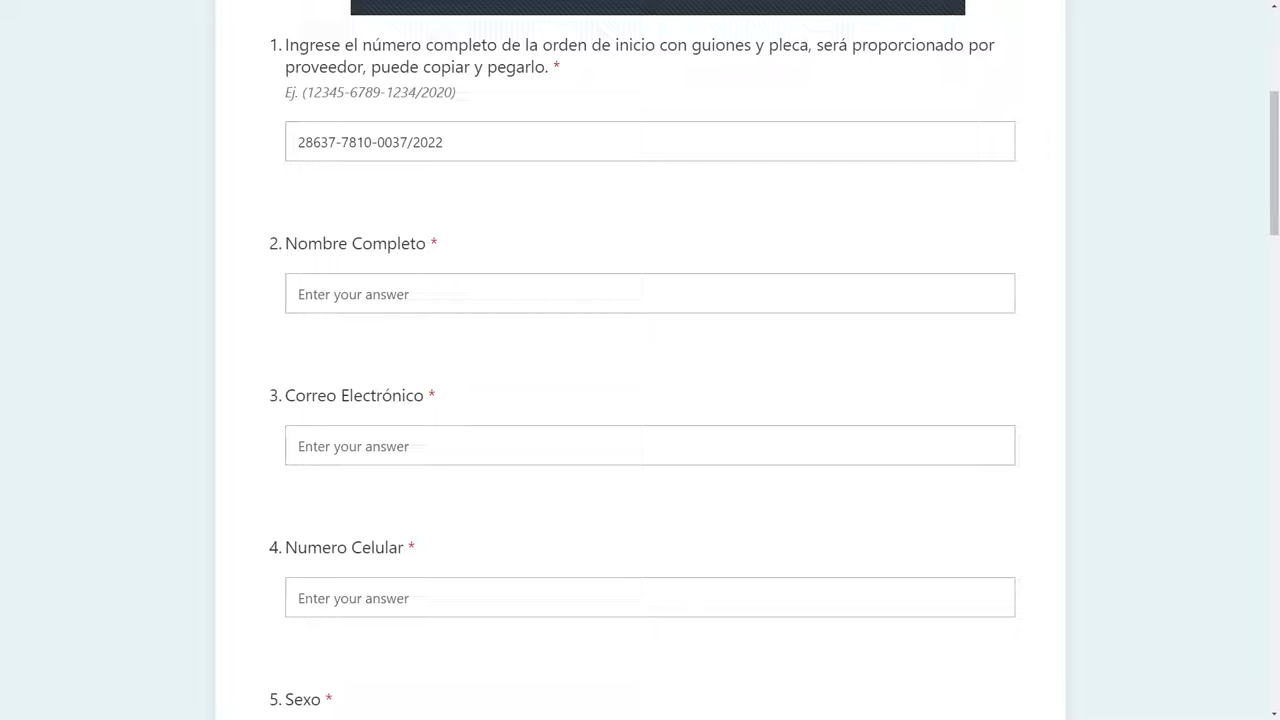 1. Ingrese el número completo de la orden de inicio con guiones y pleca, será proporcionado por
proveedor, puede copiar y pegarlo. *
Ej. (12345-6789-1234/2020)
28637-7810-0037/2022
2. Nombre Completo *
Enter your answer
3. Correo Electrónico *
Enter your answer
4. Numero Celular *
Enter your answer
5. Sexo *